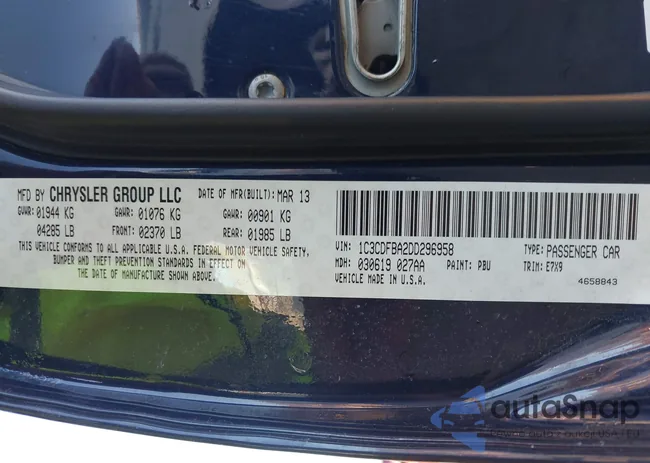 MFD BY CHRYSLER GROUP LLC DATE OF MFR(BUILT): MAR 13
GVWR: 01944 KG GAWR: 01076 KG GAWR: 00901 KG
04285 LB FRONT: 02370 LB REAR: 01985 LB
THIS VEHICLE CONFORMS TO ALL APPLICABLE U.S.A. FEDERAL MOTOR VEHICLE SAFETY,
BUMPER AND THEFT PREVENTION STANDARDS IN EFFECT ON
THE DATE OF MANUFACTURE SHOWN ABOVE.
VIN: 1C3CDFBA2DD296958 TYPE: PASSENGER CAR
MDH: 030619 027AA PAINT: PBU TRIM: E7X9
VEHICLE MADE IN U.S.A. 4658843
autoSnap